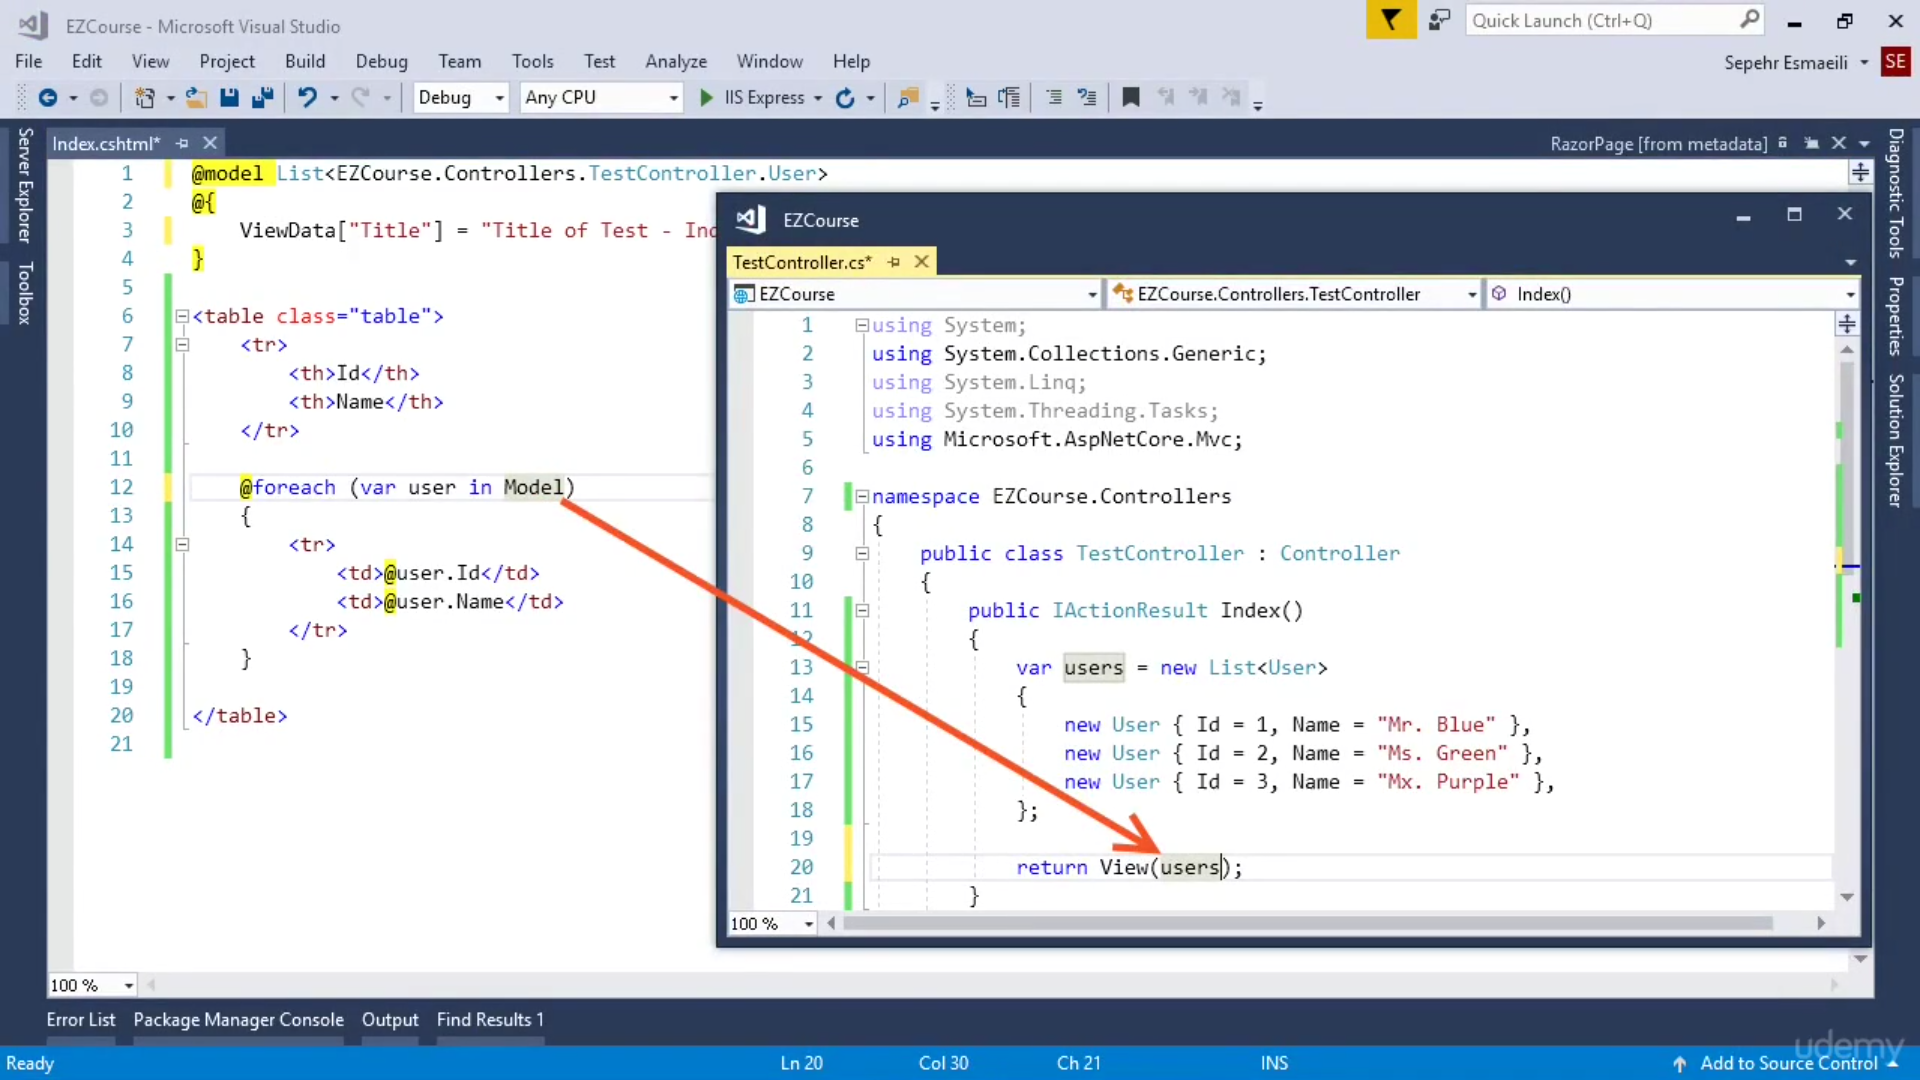 EZCourse - Microsoft Visual Studio
Quick Launch (Ctrl+Q)
File Edit View Project Build Debug Team Tools Test Analyze Window Help
Sepehr Esmaeili SE
Debug Any CPU IIS Express
Server Explorer
Toolbox
Index.cshtml*
RazorPage [from metadata]
Diagnostic Tools
Properties
Solution Explorer
1 @model List<EZCourse.Controllers.TestController.User>
2 @{
3 ViewData["Title"] = "Title of Test - Ind
4 }
5
6 <table class="table">
7 <tr>
8 <th>Id</th>
9 <th>Name</th>
10 </tr>
11
12 @foreach (var user in Model)
13 {
14 <tr>
15 <td>@user.Id</td>
16 <td>@user.Name</td>
17 </tr>
18 }
19
20 </table>
21
100 %
EZCourse
TestController.cs*
EZCourse EZCourse.Controllers.TestController Index()
1 using System;
2 using System.Collections.Generic;
3 using System.Linq;
4 using System.Threading.Tasks;
5 using Microsoft.AspNetCore.Mvc;
6
7 namespace EZCourse.Controllers
8 {
9 public class TestController : Controller
10 {
11 public IActionResult Index()
12 {
13 var users = new List<User>
14 {
15 new User { Id = 1, Name = "Mr. Blue" },
16 new User { Id = 2, Name = "Ms. Green" },
17 new User { Id = 3, Name = "Mx. Purple" },
18 };
19
20 return View(users);
21 }
100 %
Error List Package Manager Console Output Find Results 1
Ready Ln 20 Col 30 Ch 21 INS Add to Source Control
udemy